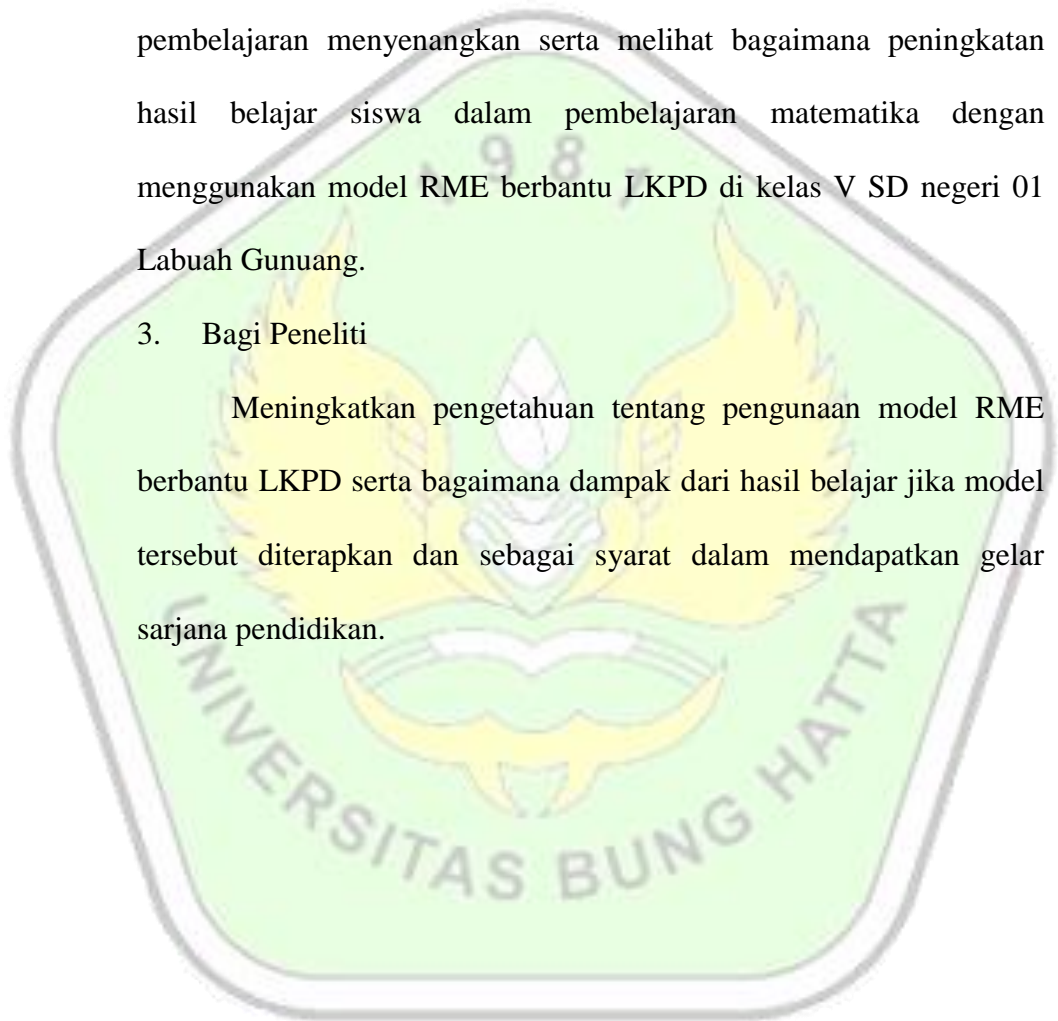 pembelajaran menyenangkan serta melihat bagaimana peningkatan
hasil belajar siswa dalam pembelajaran matematika dengan
menggunakan model RME berbantu LKPD di kelas V SD negeri 01
Labuah Gunuang.
3. Bagi Peneliti
Meningkatkan pengetahuan tentang pengunaan model RME
berbantu LKPD serta bagaimana dampak dari hasil belajar jika model
tersebut diterapkan dan sebagai syarat dalam mendapatkan gelar
sarjana pendidikan.
UNIVERSITAS BUNG HATTA